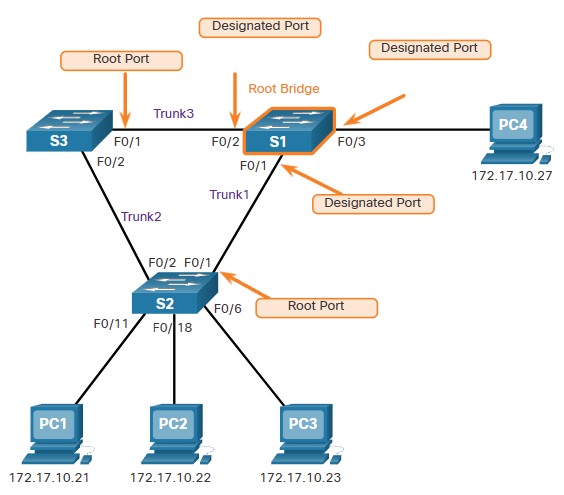 Designated Port
Designated Port
Root Port
Root Bridge
Trunk3
S3
F0/1
F0/2
S1
F0/3
PC4
F0/2
F0/1
172.17.10.27
Trunk1
Designated Port
Trunk2
F0/2 F0/1
S2
F0/6
Root Port
F0/11
F0/18
PC1
PC2
PC3
172.17.10.21
172.17.10.22
172.17.10.23